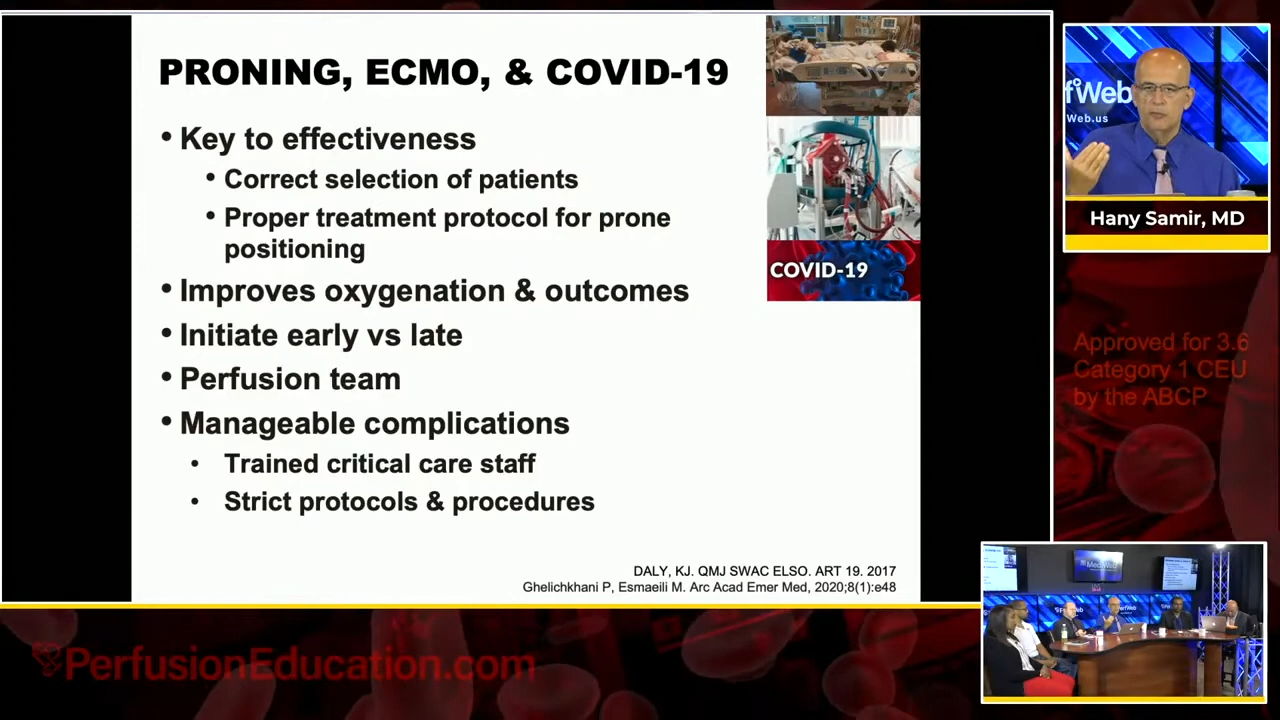 PRONING, ECMO, & COVID-19
• Key to effectiveness
• Correct selection of patients
• Proper treatment protocol for prone
positioning
• Improves oxygenation & outcomes
• Initiate early vs late
• Perfusion team
• Manageable complications
• Trained critical care staff
• Strict protocols & procedures
COVID-19
DALY, KJ. QMJ SWAC ELSO. ART 19. 2017
Ghelichkhani P, Esmaeili M. Arc Acad Emer Med, 2020;8(1):e48
rfWeb
Web.us
Hany Samir, MD
Approved for 3.6
Category 1 CEU
by the ABCP
PerfusionEducation.com